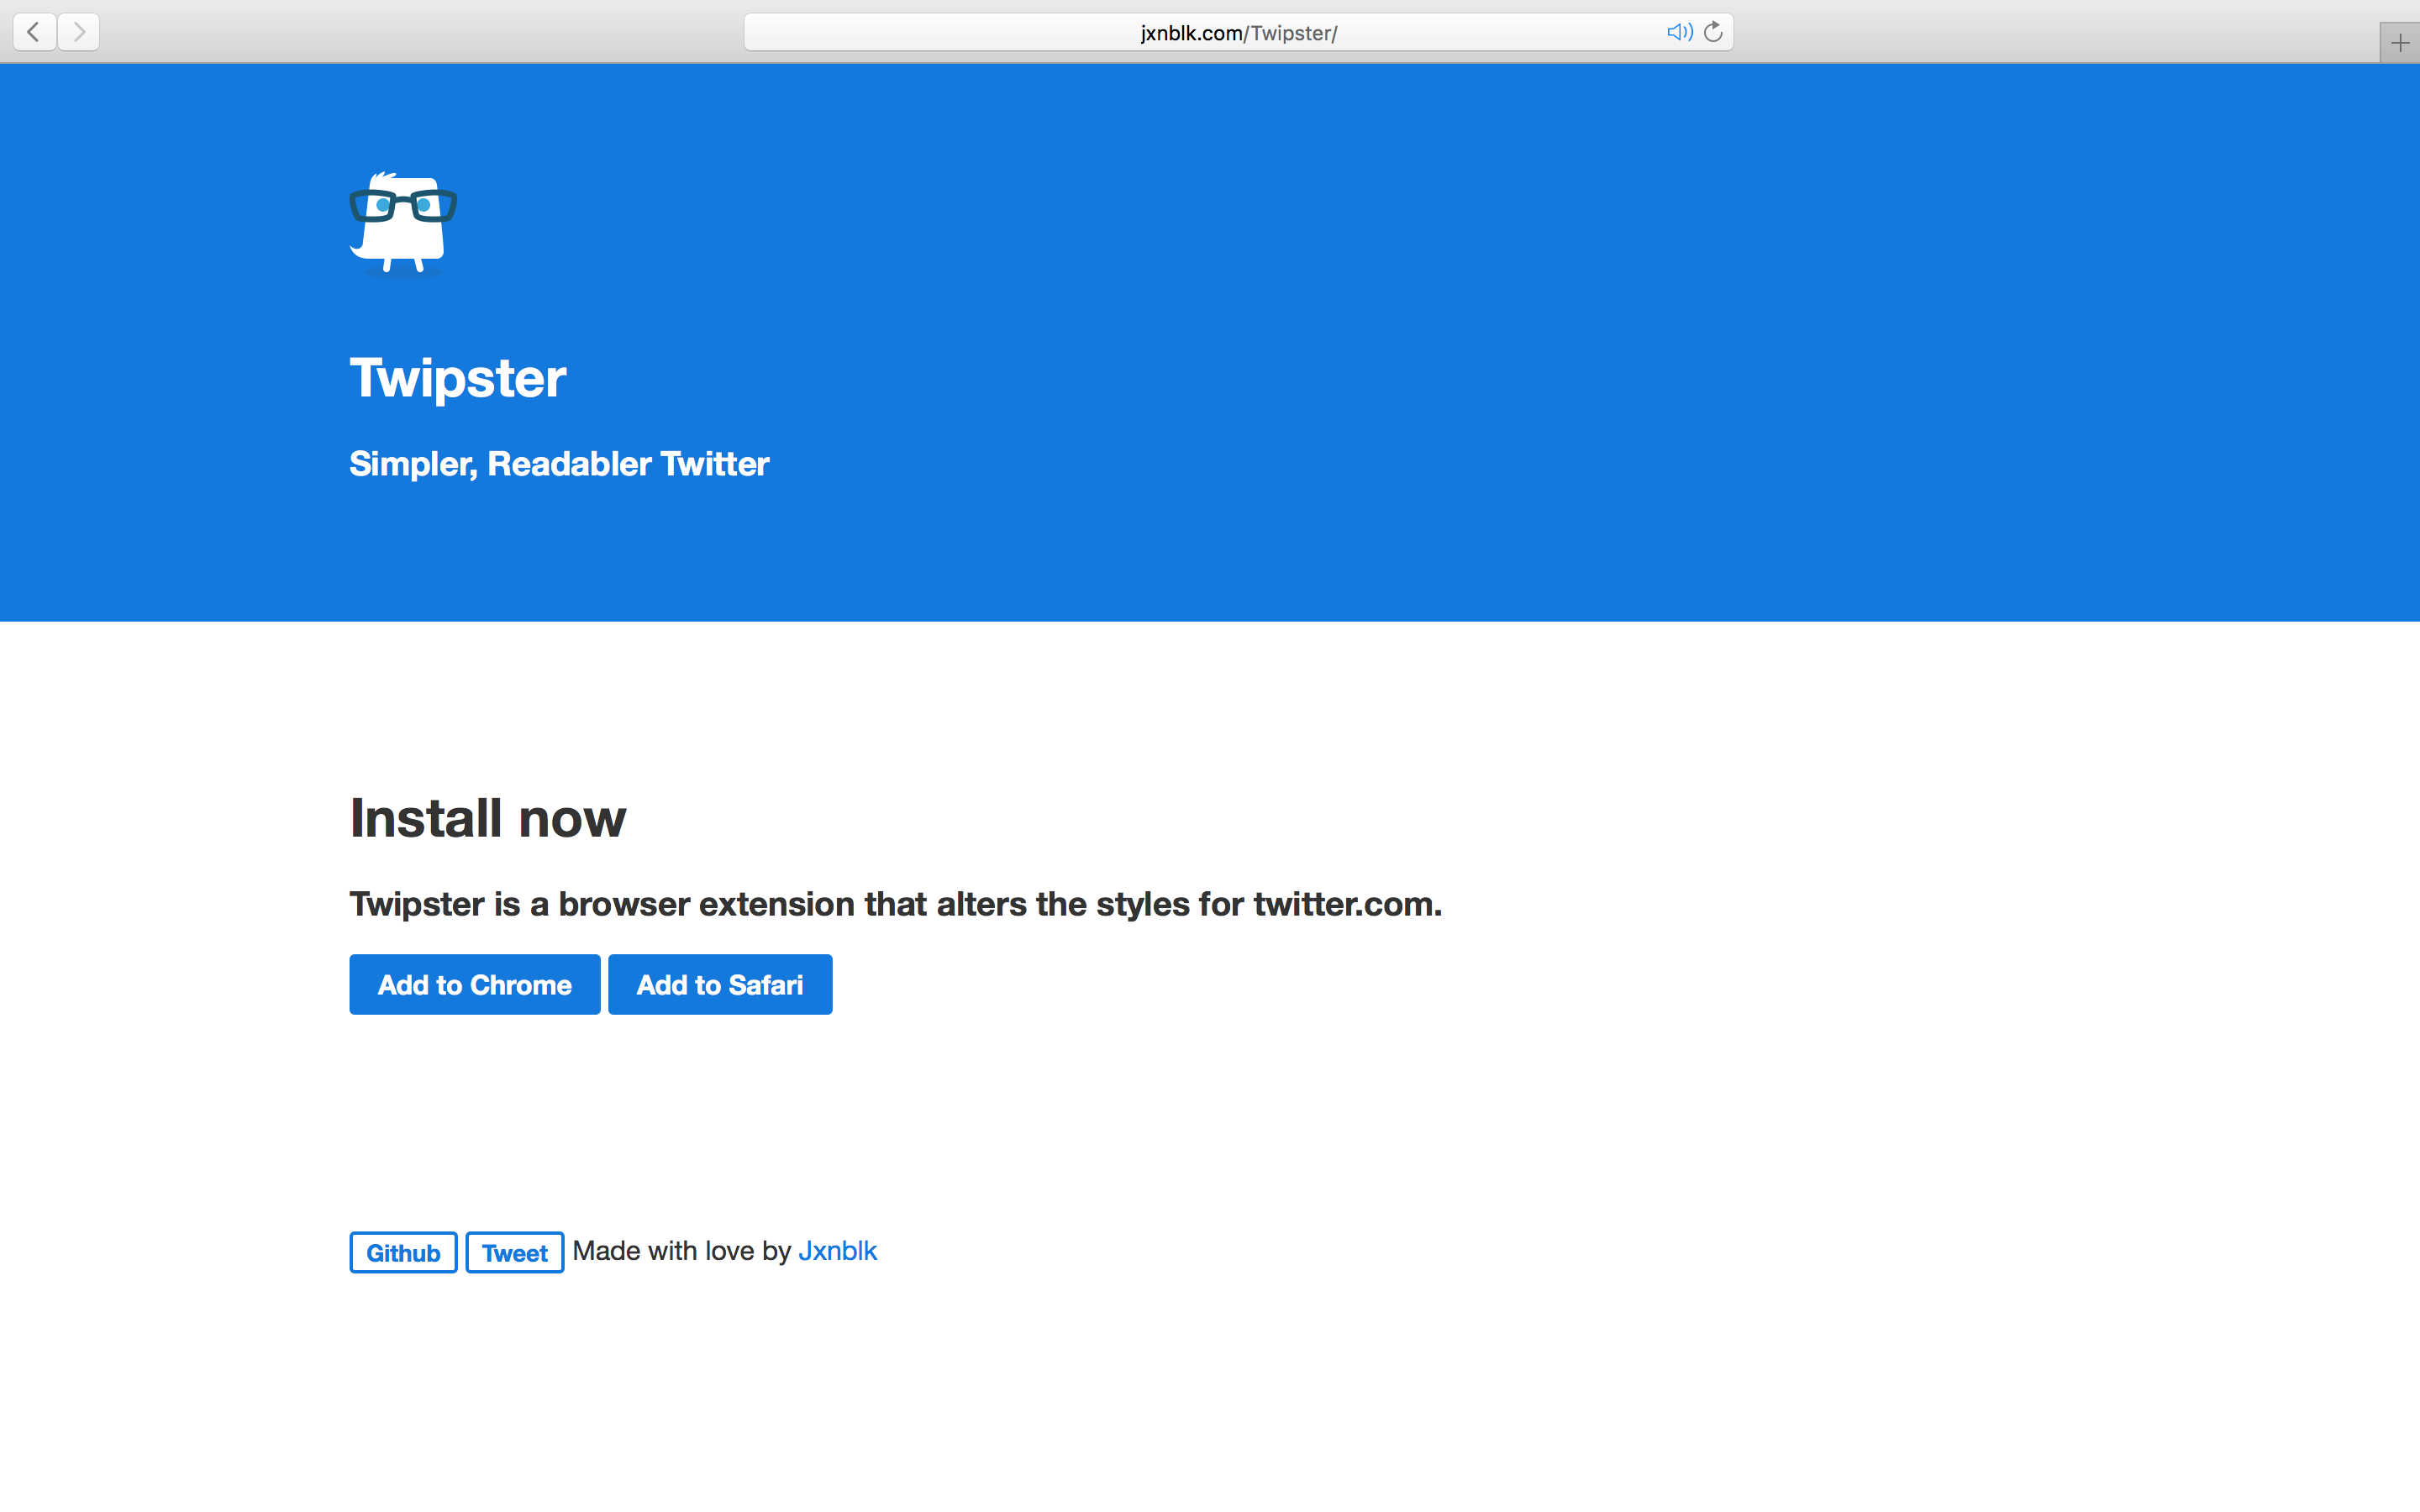 jxnblk.com/Twipster/
Twipster
Simpler, Readabler Twitter
Install now
Twipster is a browser extension that alters the styles for twitter.com.
Add to Chrome Add to Safari
Github Tweet Made with love by Jxnblk